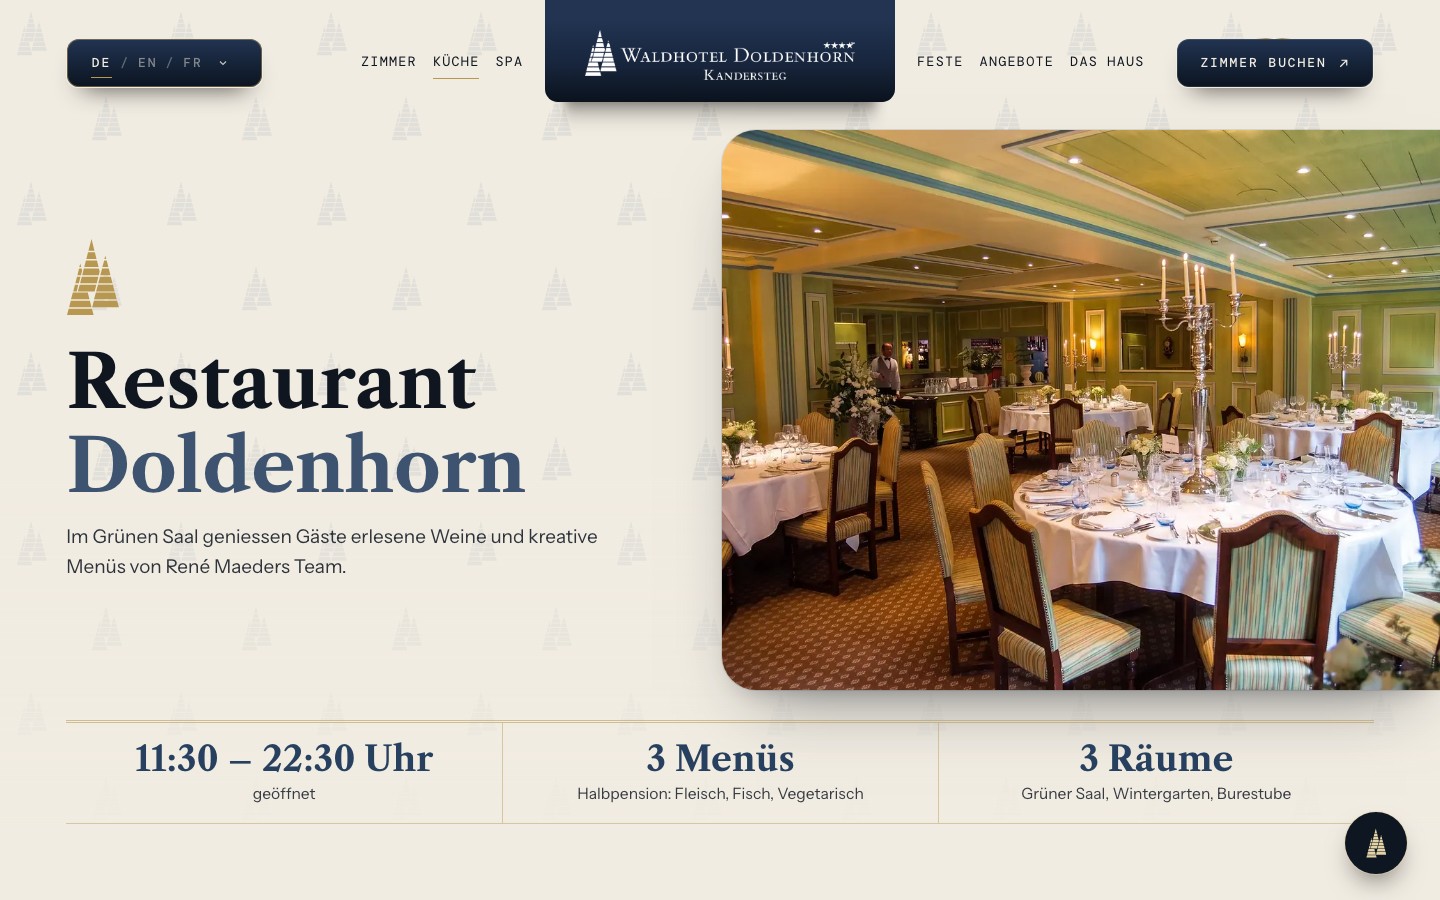 DE / EN / FR
ZIMMER KÜCHE SPA
WALDHOTEL DOLDENHORN
KANDERSTEG
FESTE ANGEBOTE DAS HAUS
ZIMMER BUCHEN
Restaurant
Doldenhorn
Im Grünen Saal geniessen Gäste erlesene Weine und kreative
Menüs von René Maeders Team.
11:30 – 22:30 Uhr
geöffnet
3 Menüs
Halbpension: Fleisch, Fisch, Vegetarisch
3 Räume
Grüner Saal, Wintergarten, Burestube